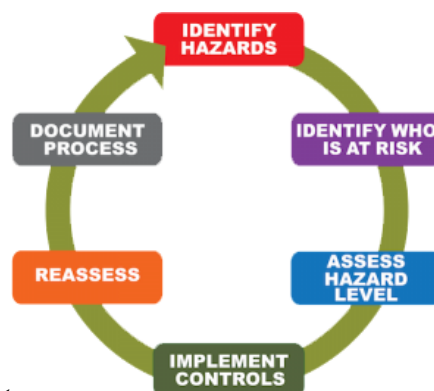 IDENTIFY
HAZARDS
IDENTIFY WHO
IS AT RISK
ASSESS
HAZARD
LEVEL
IMPLEMENT
CONTROLS
REASSESS
DOCUMENT
PROCESS